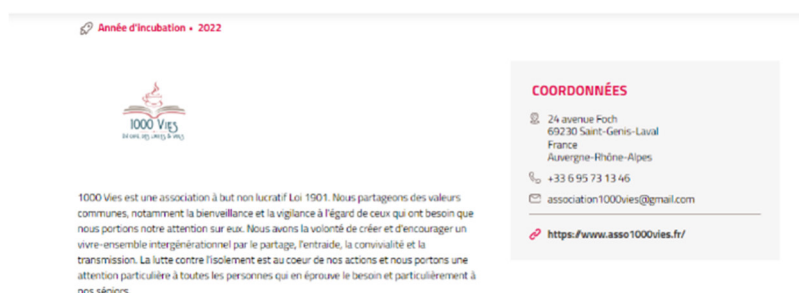 Année d'incubation • 2022
1000 Vies
COORDONNÉES
24 avenue Foch
69230 Saint-Genis-Laval
France
Auvergne-Rhône-Alpes
+33 6 95 73 13 46
association1000vies@gmail.com
https://www.asso1000vies.fr/
1000 Vies est une association à but non lucratif Loi 1901. Nous partageons des valeurs
communes, notamment la bienveillance et la vigilance à l'égard de ceux qui ont besoin que
nous portions notre attention sur eux. Nous avons la volonté de créer et d'encourager un
vivre-ensemble intergénérationnel par le partage, l'entraide, la convivialité et la
transmission. La lutte contre l'isolement est au coeur de nos actions et nous portons une
attention particulière à toutes les personnes qui en éprouve le besoin et particulièrement à
nos séniors.